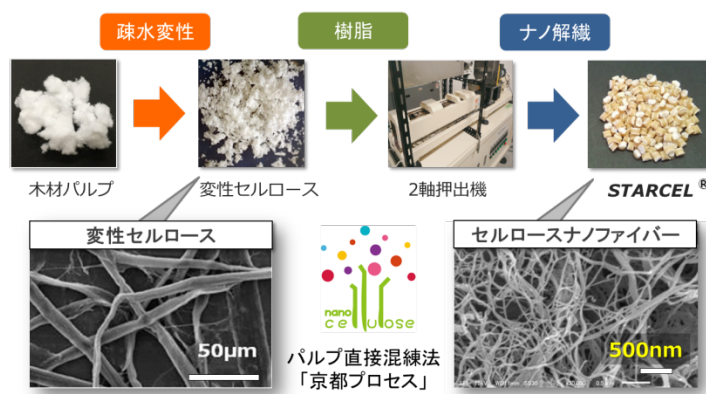 疎水変性
樹脂
ナノ解繊
木材パルプ
変性セルロース
2軸押出機
STARCEL ®
変性セルロース
セルロースナノファイバー
50μm
nano
cellulose
500nm
パルプ直接混練法
「京都プロセス」